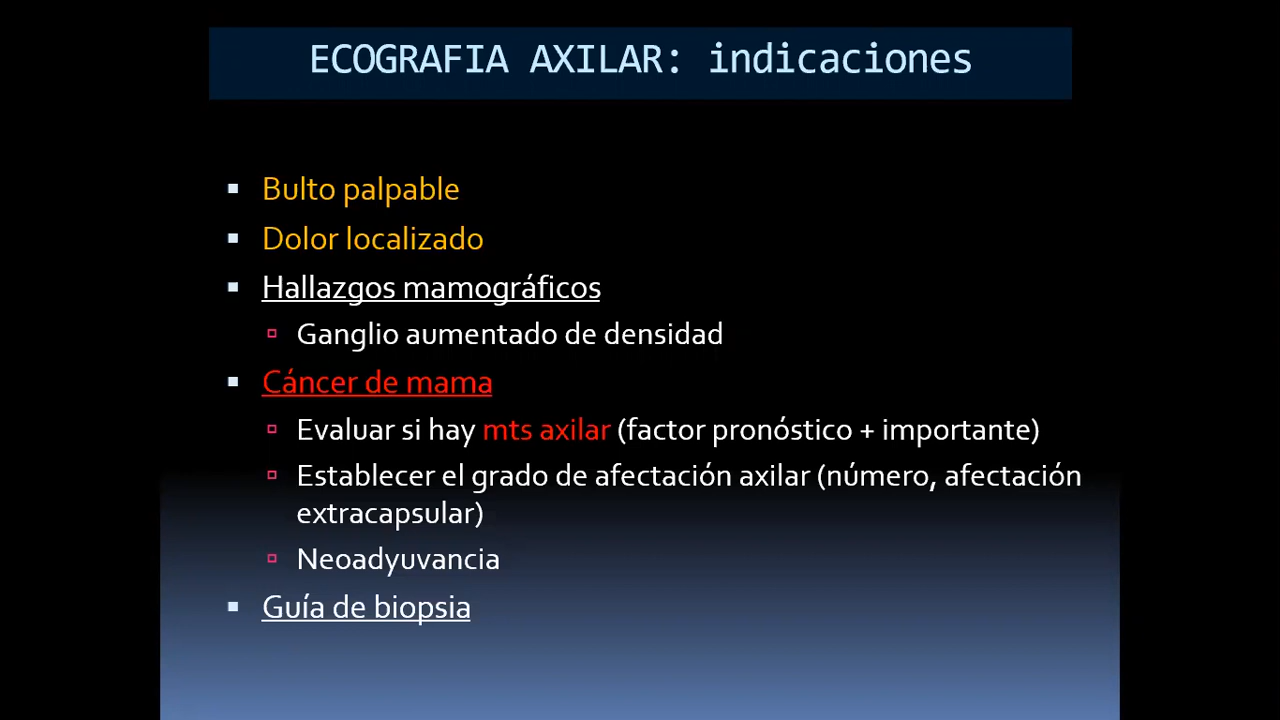 ECOGRAFIA AXILAR: indicaciones
Bulto palpable
Dolor localizado
Hallazgos mamográficos
Ganglio aumentado de densidad
Cáncer de mama
Evaluar si hay mts axilar (factor pronóstico + importante)
Establecer el grado de afectación axilar (número, afectación
extracapsular)
Neoadyuvancia
Guía de biopsia